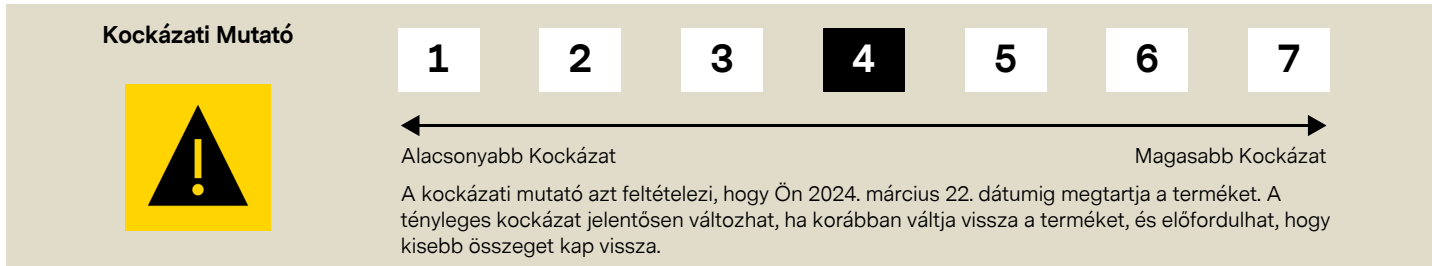 Kockázati Mutató
1 2 3 4 5 6 7
Alacsonyabb Kockázat Magasabb Kockázat
A kockázati mutató azt feltételezi, hogy Ön 2024. március 22. dátumig megtartja a terméket. A
tényleges kockázat jelentősen változhat, ha korábban váltja vissza a terméket, és előfordulhat, hogy
kisebb összeget kap vissza.